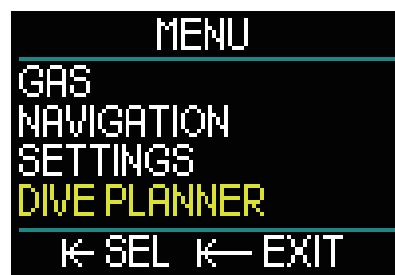 MENU
GAS
NAVIGATION
SETTINGS
DIVE PLANNER
SEL EXIT